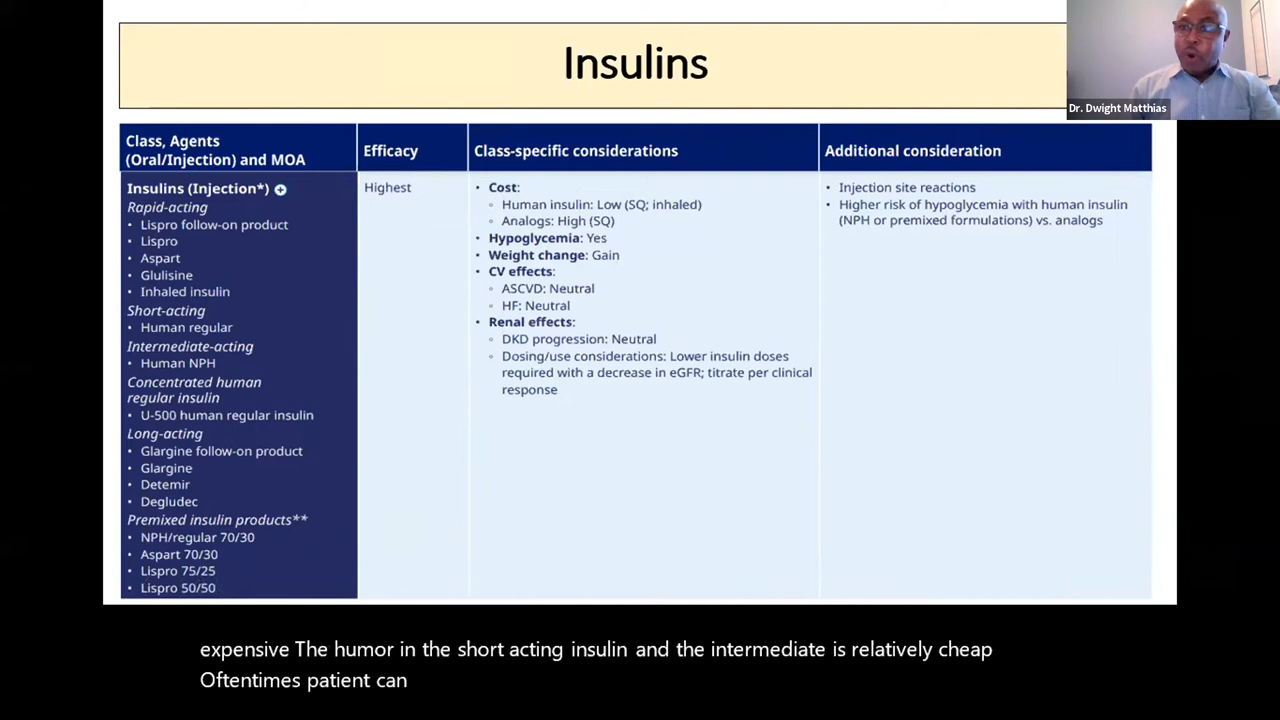 Insulins
Dr. Dwight Matthias
Class, Agents
(Oral/Injection) and MOA
Efficacy
Class-specific considerations
Additional consideration
Insulins (Injection*)
Rapid-acting
• Lispro follow-on product
• Lispro
• Aspart
• Glulisine
• Inhaled insulin
Short-acting
• Human regular
Intermediate-acting
• Human NPH
Concentrated human
regular insulin
• U-500 human regular insulin
Long-acting
• Glargine follow-on product
• Glargine
• Detemir
• Degludec
Premixed insulin products**
• NPH/regular 70/30
• Aspart 70/30
• Lispro 75/25
• Lispro 50/50
Highest
• Cost:
◦ Human insulin: Low (SQ; inhaled)
◦ Analogs: High (SQ)
• Hypoglycemia: Yes
• Weight change: Gain
• CV effects:
◦ ASCVD: Neutral
◦ HF: Neutral
• Renal effects:
◦ DKD progression: Neutral
◦ Dosing/use considerations: Lower insulin doses
required with a decrease in eGFR; titrate per clinical
response
• Injection site reactions
• Higher risk of hypoglycemia with human insulin
(NPH or premixed formulations) vs. analogs
expensive The humor in the short acting insulin and the intermediate is relatively cheap
Oftentimes patient can